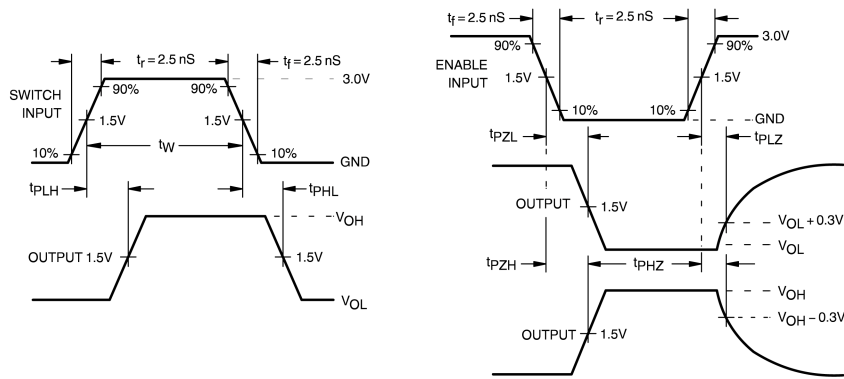 tr = 2.5 nS
tf = 2.5 nS
90%
90%
3.0V
SWITCH
INPUT
1.5V
1.5V
tW
10%
10%
GND
tPLH
tPHL
VOH
OUTPUT 1.5V
1.5V
VOL
tf = 2.5 nS
tr = 2.5 nS
3.0V
90%
90%
ENABLE
INPUT
1.5V
1.5V
10%
10%
GND
tPZL
tPLZ
OUTPUT
1.5V
VOL + 0.3V
VOL
tPZH
tPHZ
VOH
VOH – 0.3V
OUTPUT
1.5V